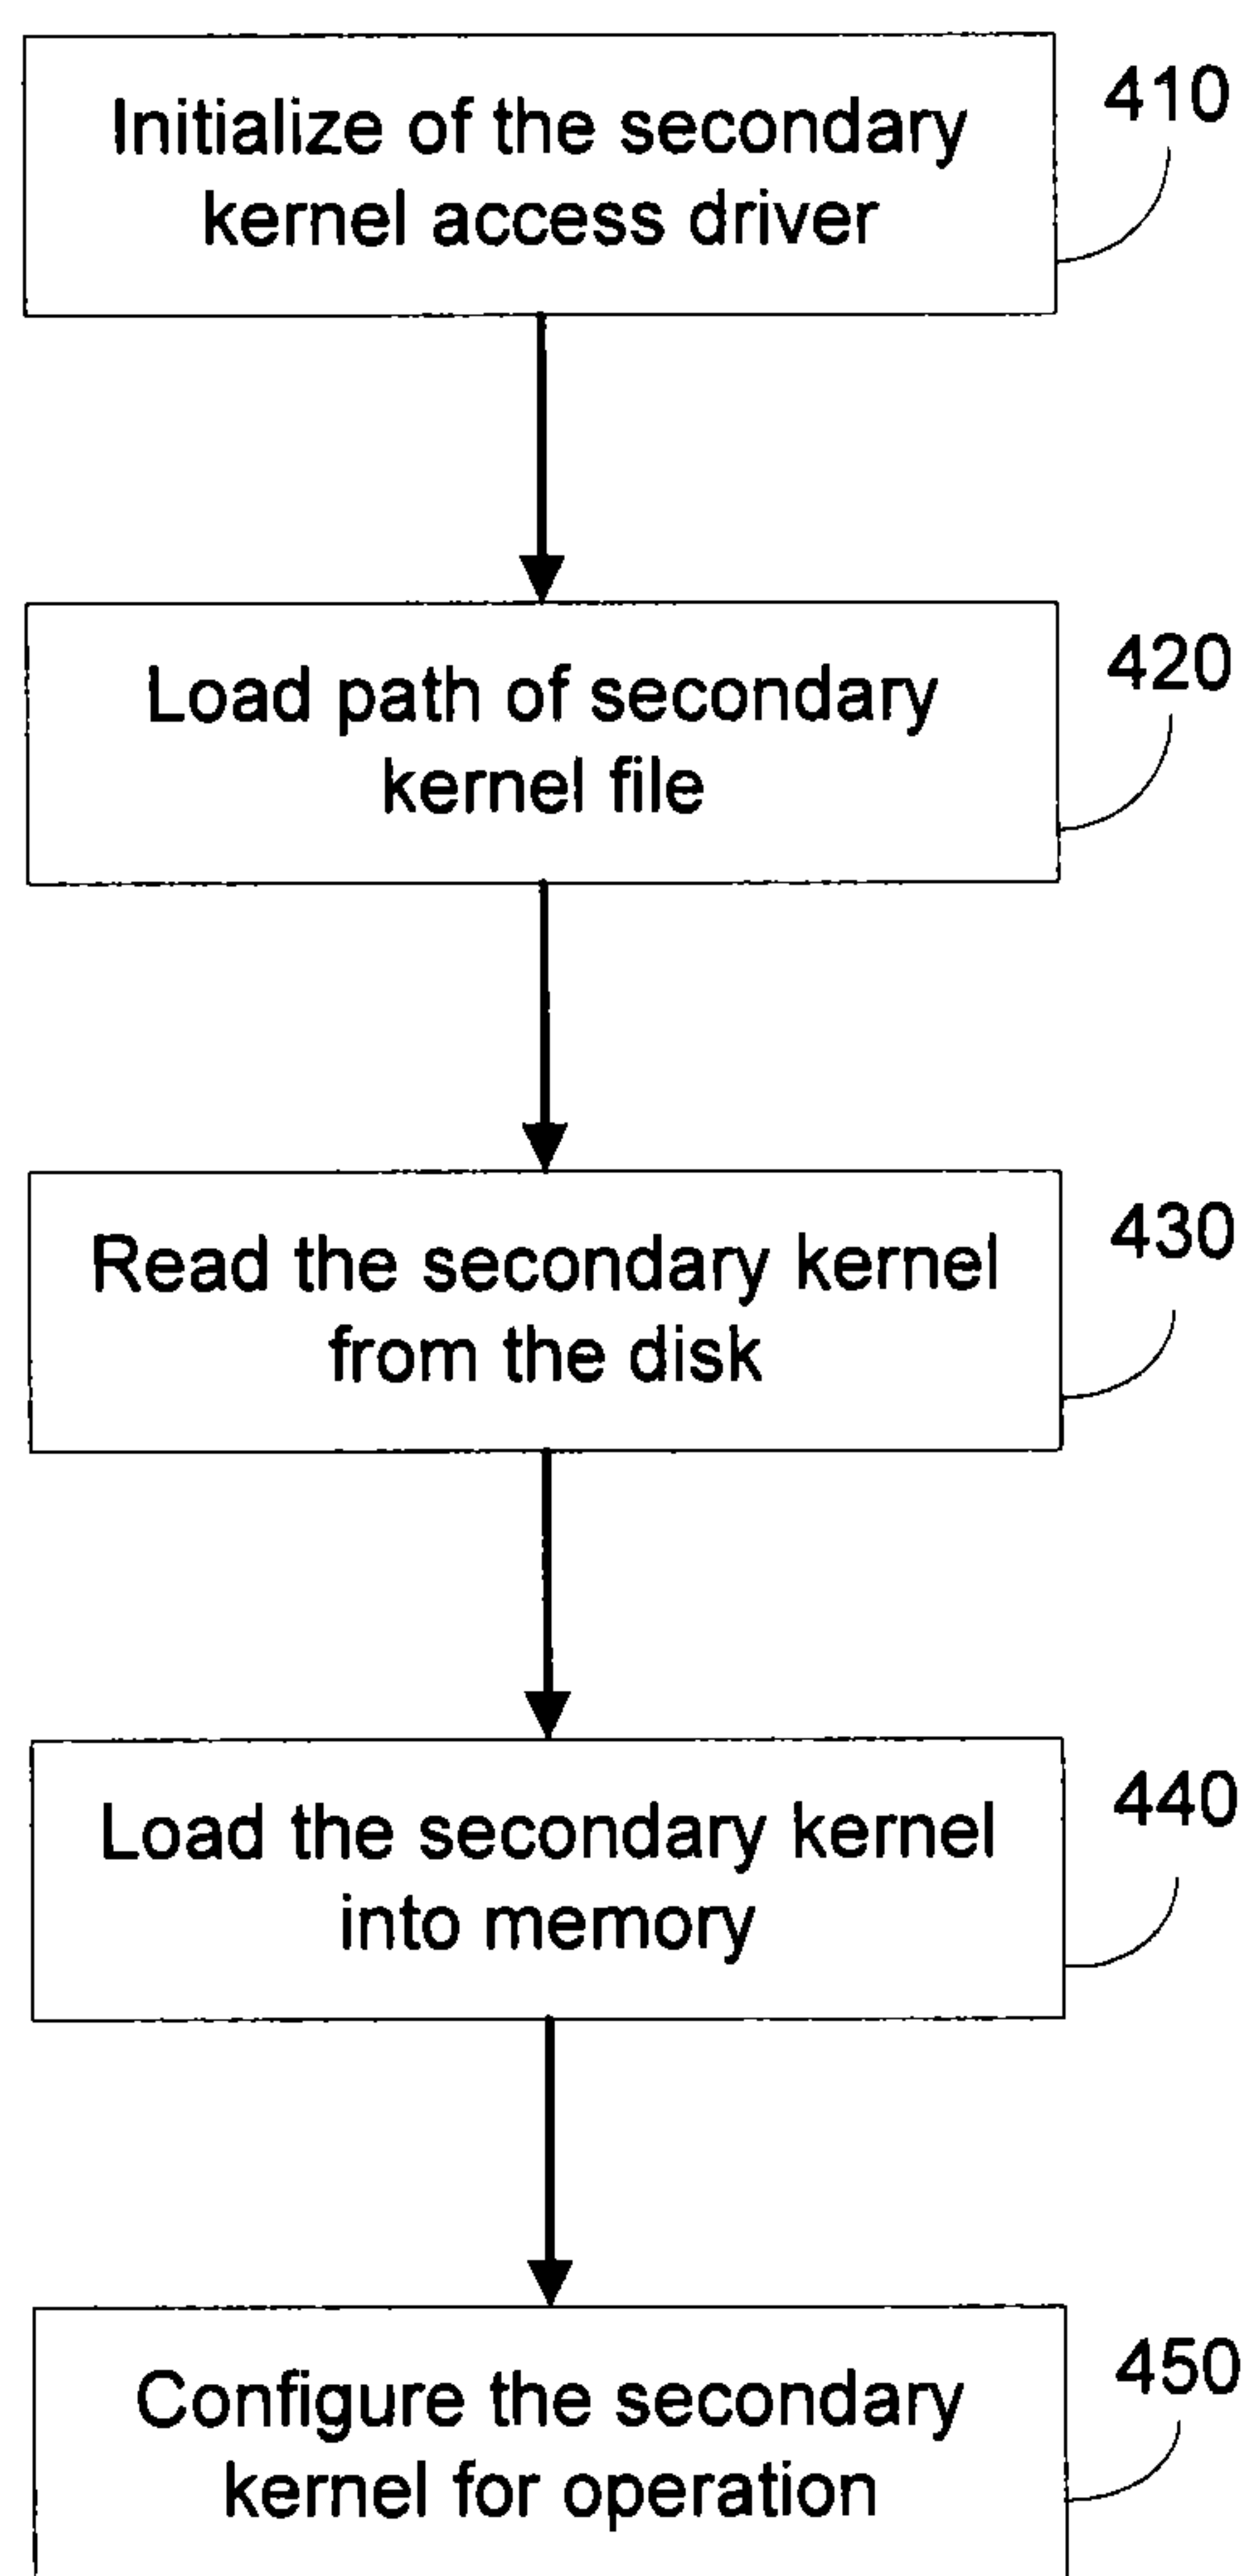 Initialize of the secondary
kernel access driver
410
Load path of secondary
kernel file
420
Read the secondary kernel
from the disk
430
Load the secondary kernel
into memory
440
Configure the secondary
kernel for operation
450